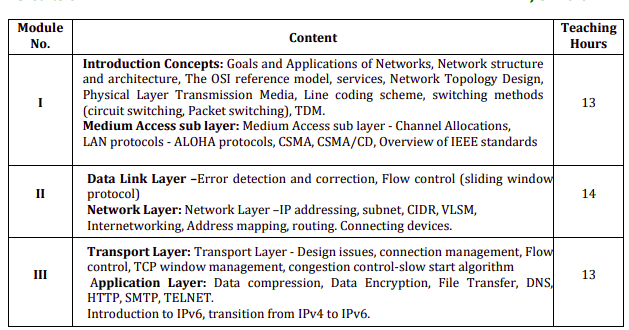 Module No.
Content
Teaching Hours
I
Introduction Concepts: Goals and Applications of Networks, Network structure
and architecture, The OSI reference model, services, Network Topology Design,
Physical Layer Transmission Media, Line coding scheme, switching methods
(circuit switching, Packet switching), TDM.
Medium Access sub layer: Medium Access sub layer - Channel Allocations,
LAN protocols - ALOHA protocols, CSMA, CSMA/CD, Overview of IEEE standards
13
II
Data Link Layer –Error detection and correction, Flow control (sliding window
protocol)
Network Layer: Network Layer –IP addressing, subnet, CIDR, VLSM,
Internetworking, Address mapping, routing. Connecting devices.
14
III
Transport Layer: Transport Layer - Design issues, connection management, Flow
control, TCP window management, congestion control-slow start algorithm
Application Layer: Data compression, Data Encryption, File Transfer, DNS,
HTTP, SMTP, TELNET.
Introduction to IPv6, transition from IPv4 to IPv6.
13